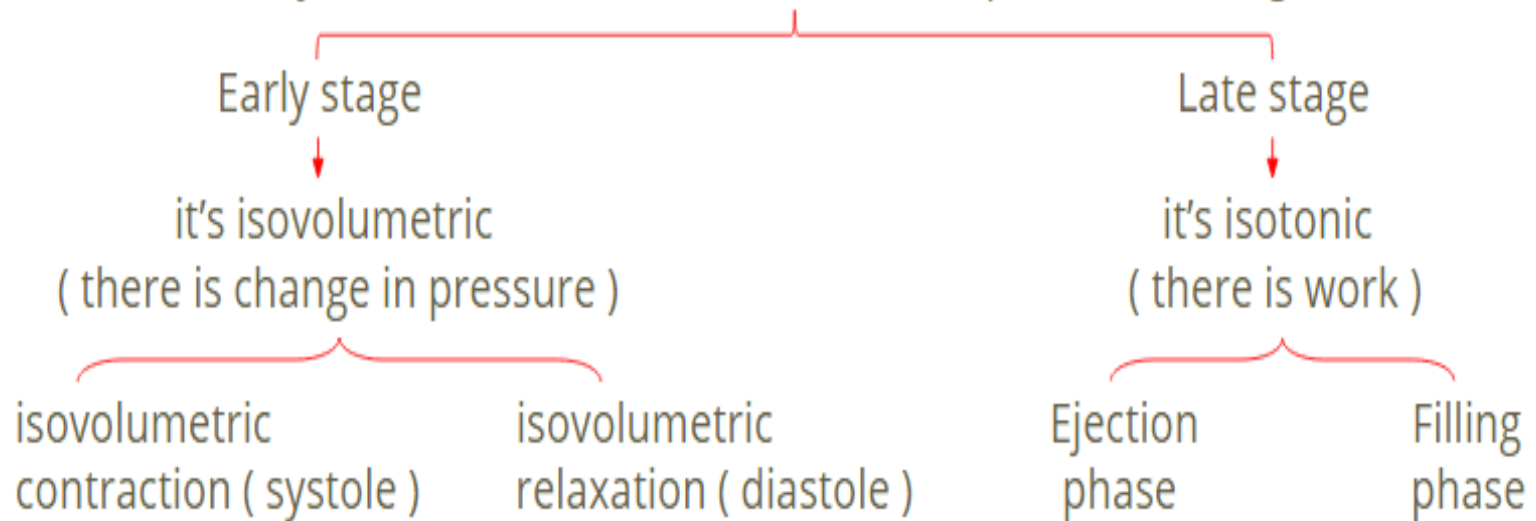 Early stage
Late stage
it's isovolumetric
( there is change in pressure )
it's isotonic
( there is work )
isovolumetric
contraction ( systole )
isovolumetric
relaxation ( diastole )
Ejection
phase
Filling
phase